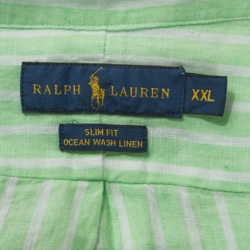 RALPH LAUREN XXL
SLIM FIT
OCEAN WASH LINEN